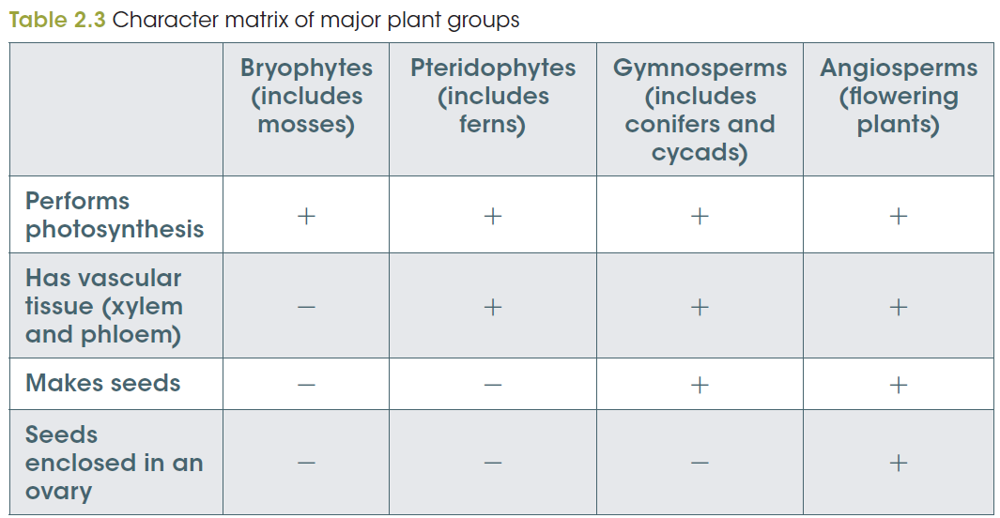 Table 2.3 Character matrix of major plant groups
Bryophytes
(includes
mosses)
Pteridophytes
(includes
ferns)
Gymnosperms
(includes
conifers and
cycads)
Angiosperms
(flowering
plants)
Performs
photosynthesis
+ + + +
Has vascular
tissue (xylem
and phloem)
− + + +
Makes seeds
− − + +
Seeds
enclosed in an
ovary
− − − +